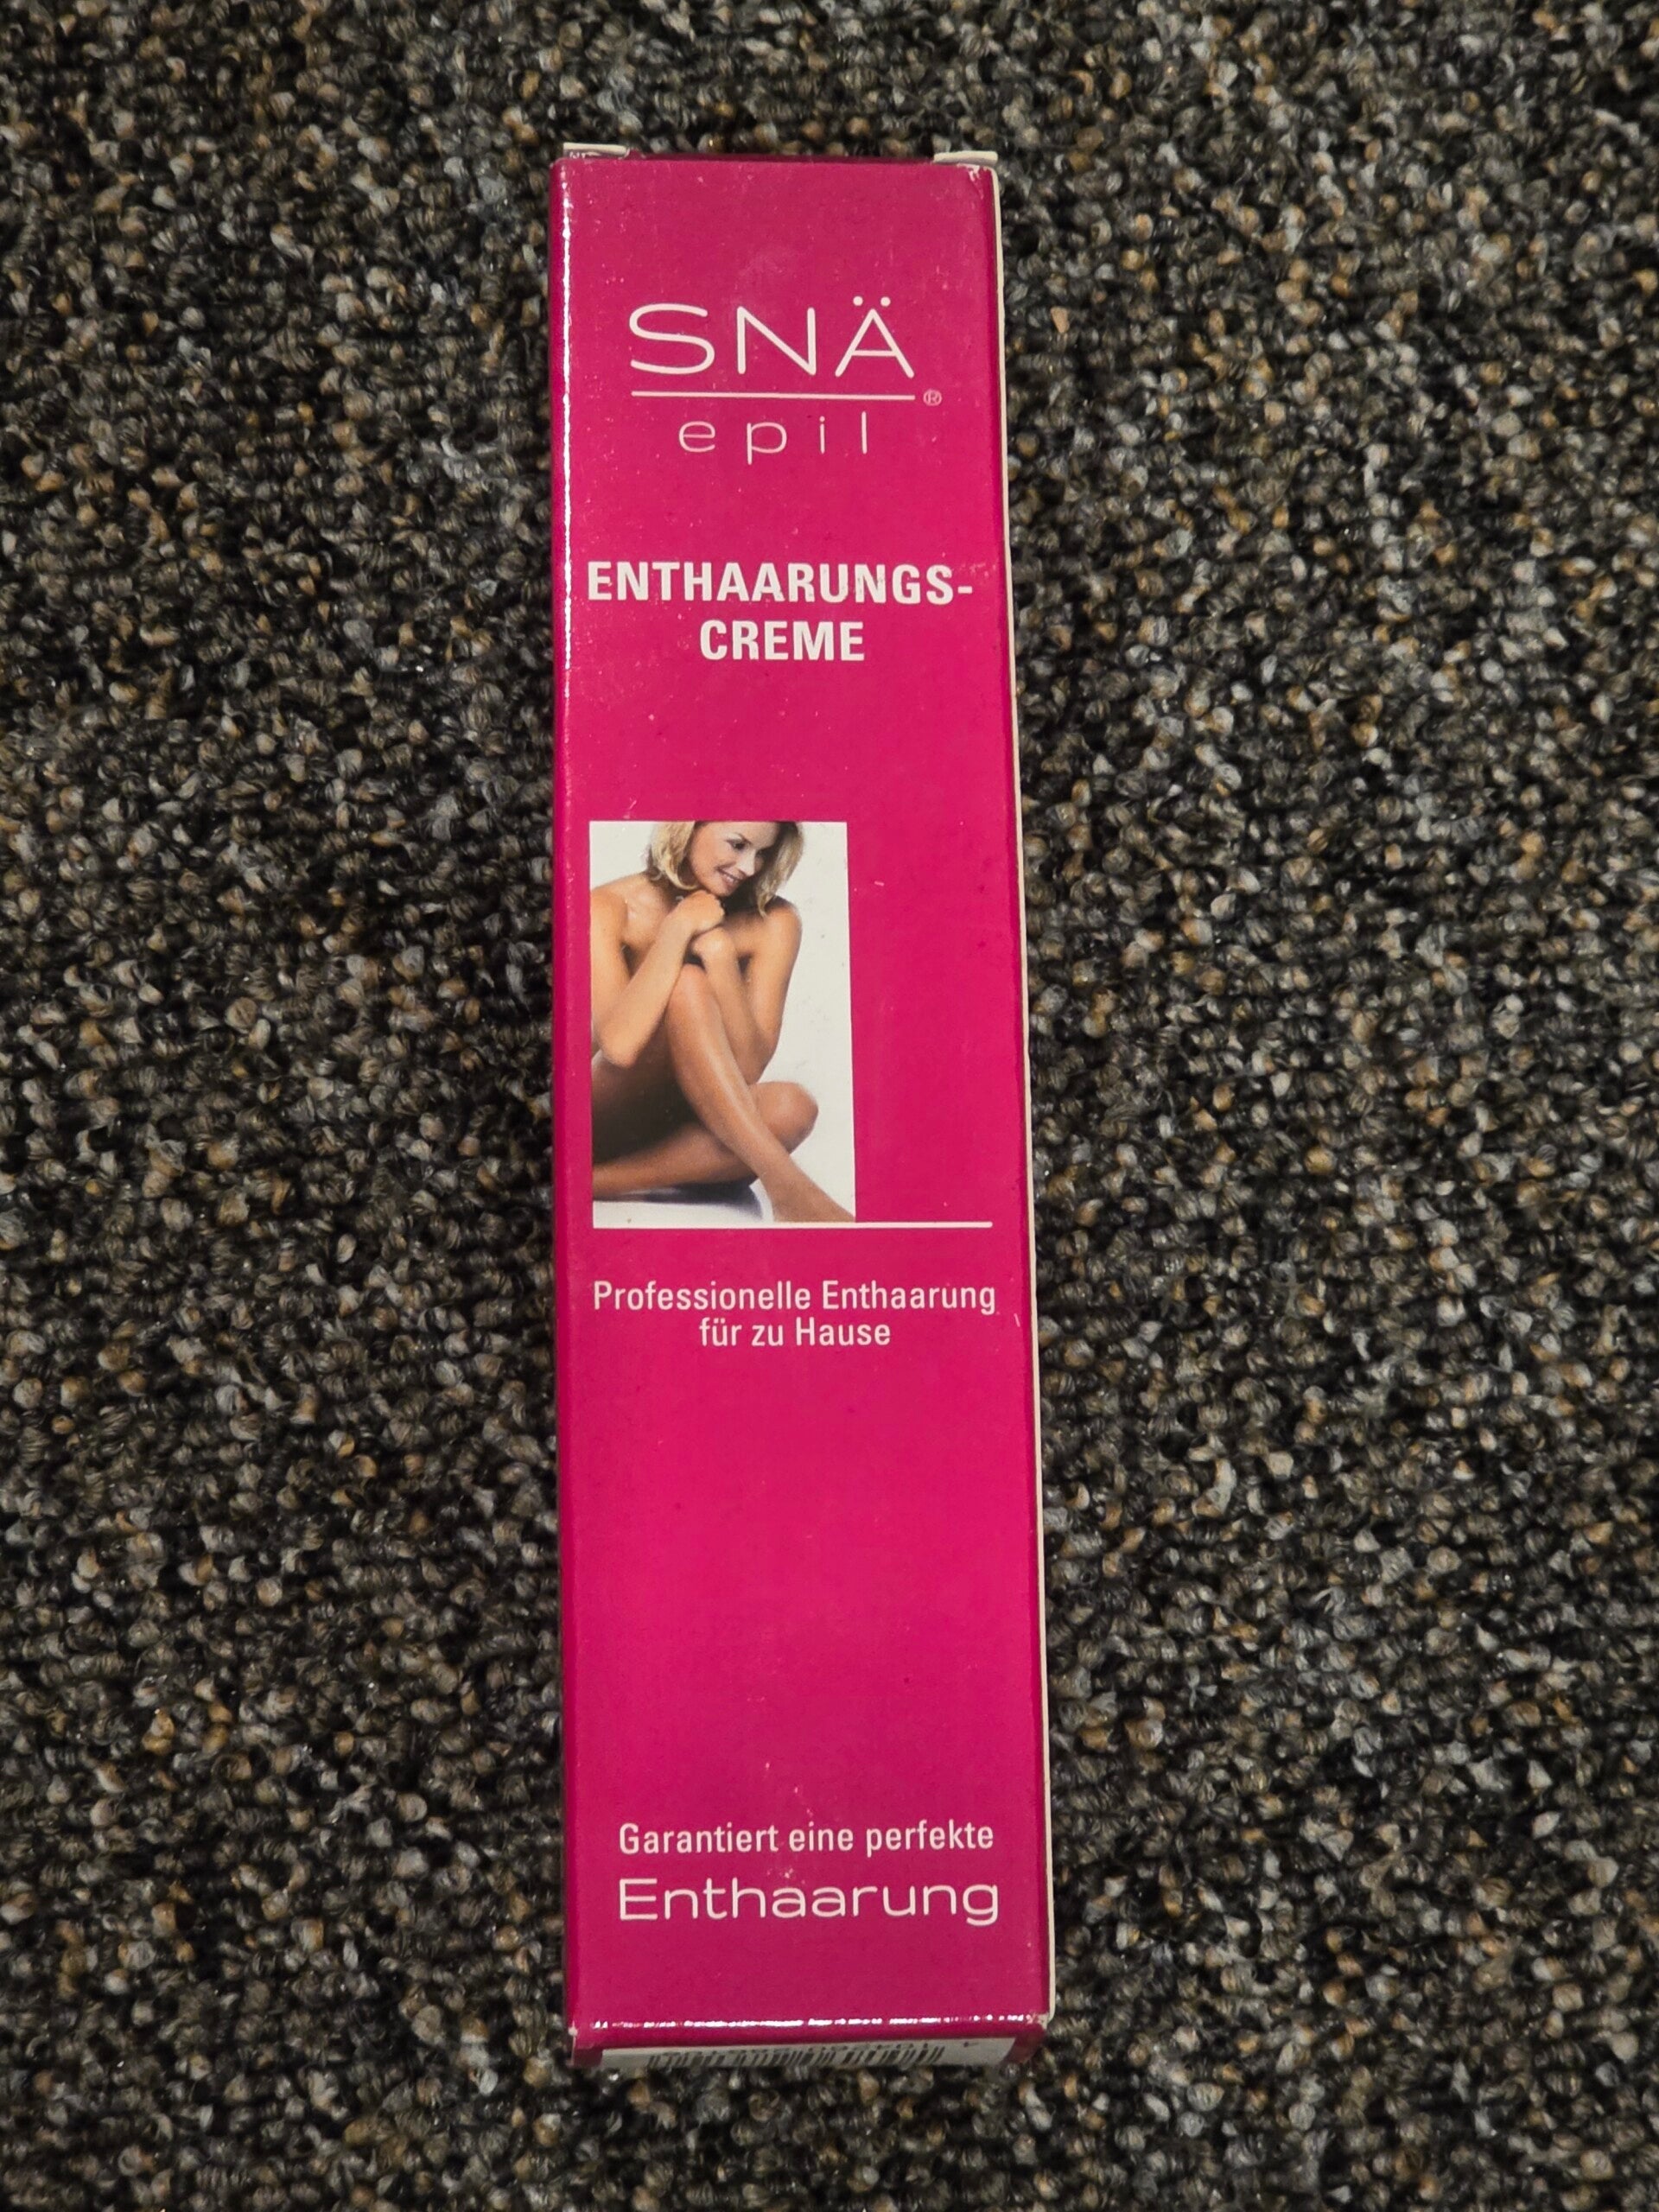 SNÄ
®
epil
ENTHAARUNGS-
CREME
Professionelle Enthaarung
für zu Hause
Garantiert eine perfekte
Enthaarung